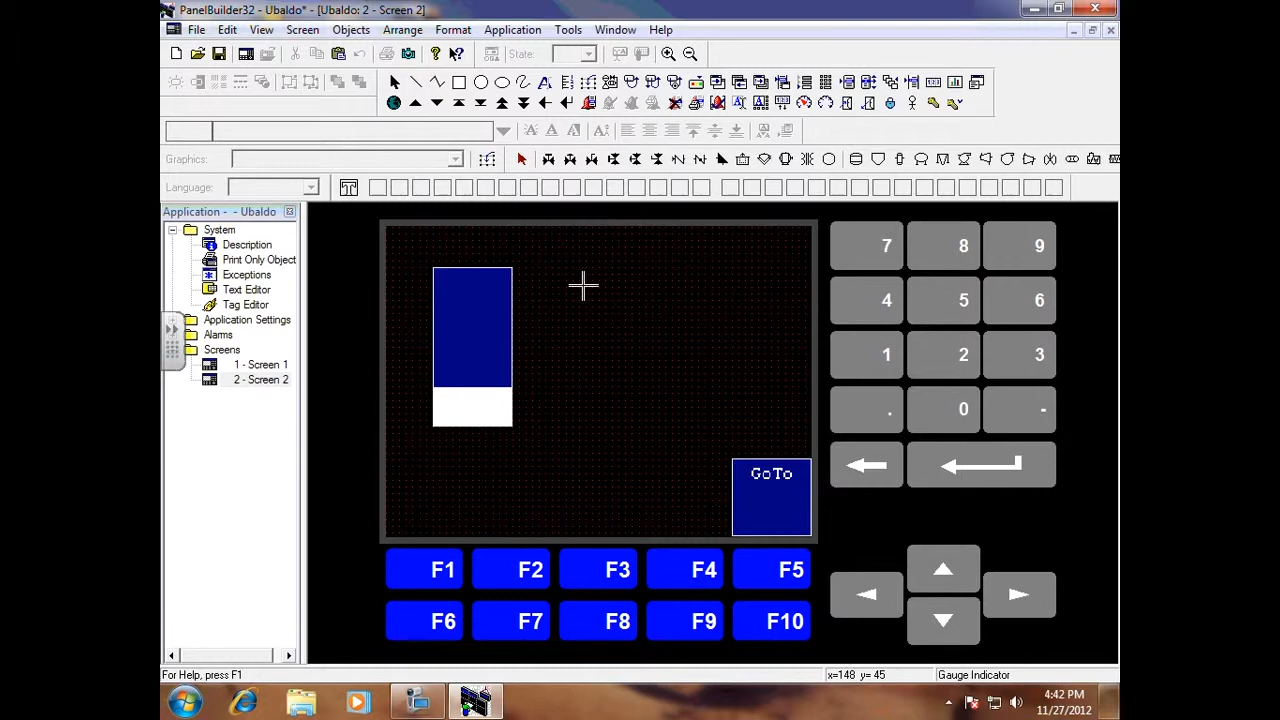 PanelBuilder32 - Ubaldo* - [Ubaldo: 2 - Screen 2]
File Edit View Screen Objects Arrange Format Application Tools Window Help
State:
Graphics:
Language:
Application - - Ubaldo
System
Description
Print Only Object
Exceptions
Text Editor
Tag Editor
Application Settings
Alarms
Screens
1 - Screen 1
2 - Screen 2
GoTo
7 8 9
4 5 6
1 2 3
. 0 -
F1 F2 F3 F4 F5
F6 F7 F8 F9 F10
For Help, press F1
x=148 y= 45
Gauge Indicator
4:42 PM
11/27/2012